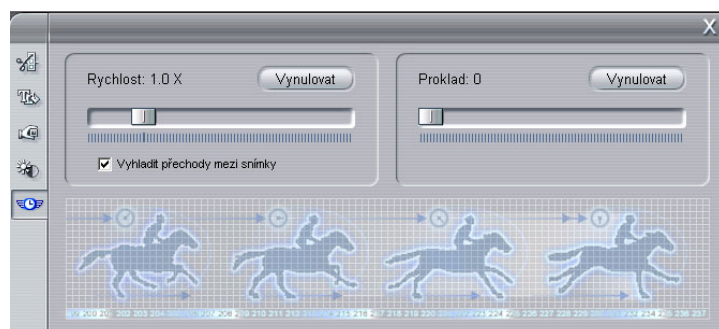 X
Rychlost: 1.0 X
Vynulovat
Proklad: 0
Vynulovat
Vyhladit přechody mezi snímky